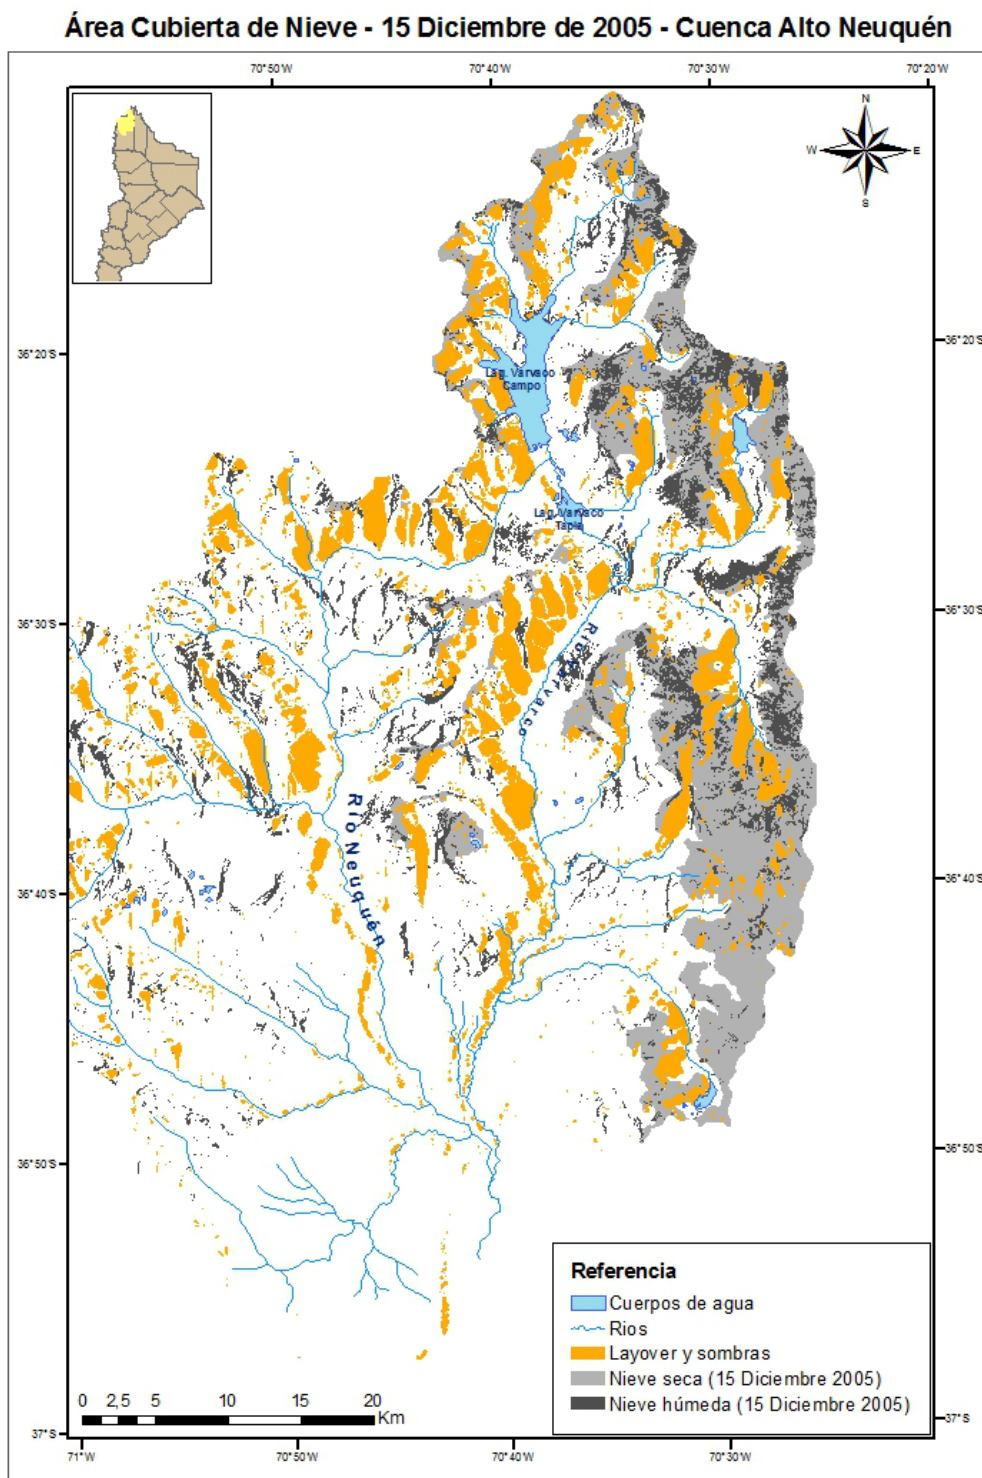 Área Cubierta de Nieve - 15 Diciembre de 2005 - Cuenca Alto Neuquén
70°50'W
70°40'W
70°30'W
70°20'W
N
W
E
S
36°20'S
36°20'S
Lag. Varvaco
Campo
Lag. Varvaco
Tapia
36°30'S
36°30'S
Río Varvarco
Río Neuquén
36°40'S
36°40'S
36°50'S
36°50'S
Referencia
Cuerpos de agua
Rios
Layover y sombras
Nieve seca (15 Diciembre 2005)
Nieve húmeda (15 Diciembre 2005)
0 2,5 5 10 15 20
Km
37°S
37°S
71°W
70°50'W
70°40'W
70°30'W